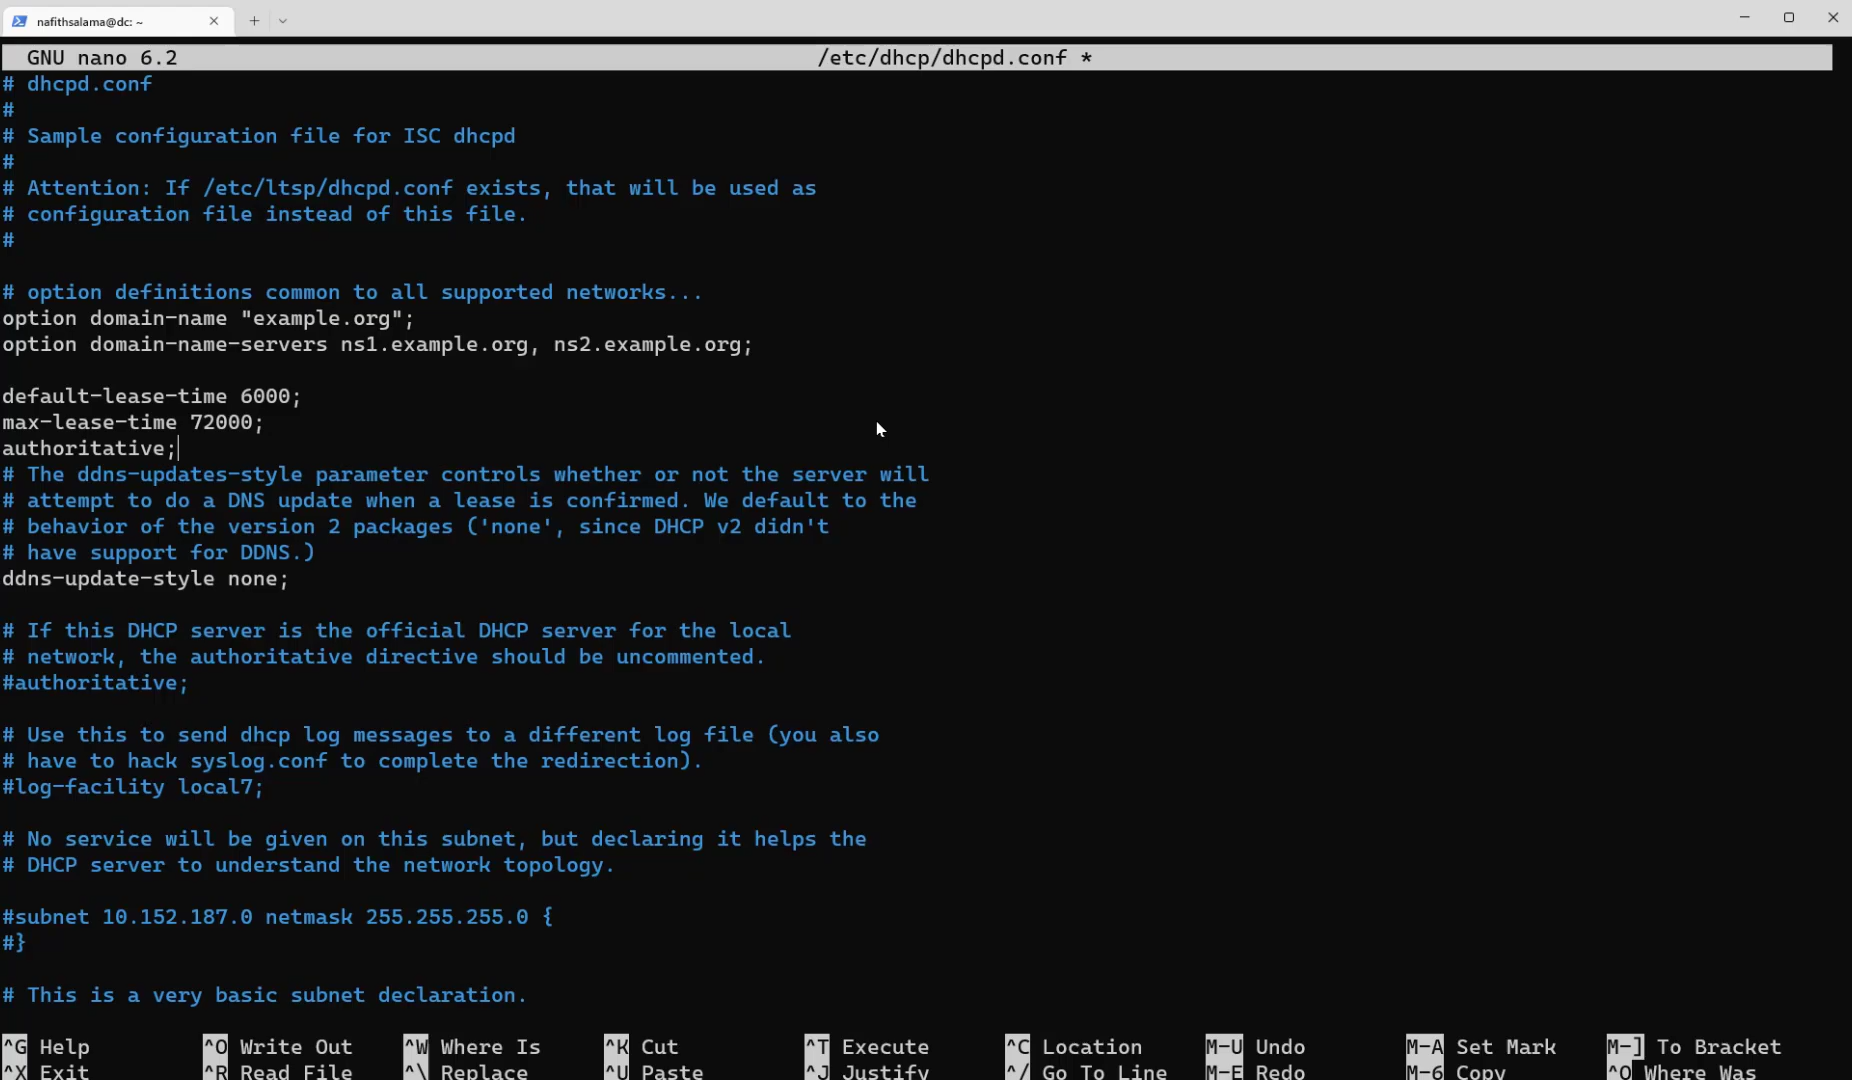 nafithsalama@dc: ~
GNU nano 6.2 /etc/dhcp/dhcpd.conf *
# dhcpd.conf
#
# Sample configuration file for ISC dhcpd
#
# Attention: If /etc/ltsp/dhcpd.conf exists, that will be used as
# configuration file instead of this file.
#
# option definitions common to all supported networks...
option domain-name "example.org";
option domain-name-servers ns1.example.org, ns2.example.org;
default-lease-time 6000;
max-lease-time 72000;
authoritative;
# The ddns-updates-style parameter controls whether or not the server will
# attempt to do a DNS update when a lease is confirmed. We default to the
# behavior of the version 2 packages ('none', since DHCP v2 didn't
# have support for DDNS.)
ddns-update-style none;
# If this DHCP server is the official DHCP server for the local
# network, the authoritative directive should be uncommented.
#authoritative;
# Use this to send dhcp log messages to a different log file (you also
# have to hack syslog.conf to complete the redirection).
#log-facility local7;
# No service will be given on this subnet, but declaring it helps the
# DHCP server to understand the network topology.
#subnet 10.152.187.0 netmask 255.255.255.0 {
#}
# This is a very basic subnet declaration.
^G Help ^O Write Out ^W Where Is ^K Cut ^T Execute ^C Location M-U Undo M-A Set Mark M-] To Bracket
^X Exit ^R Read File ^\ Replace ^U Paste ^J Justify ^/ Go To Line M-E Redo M-6 Copy ^Q Where Was